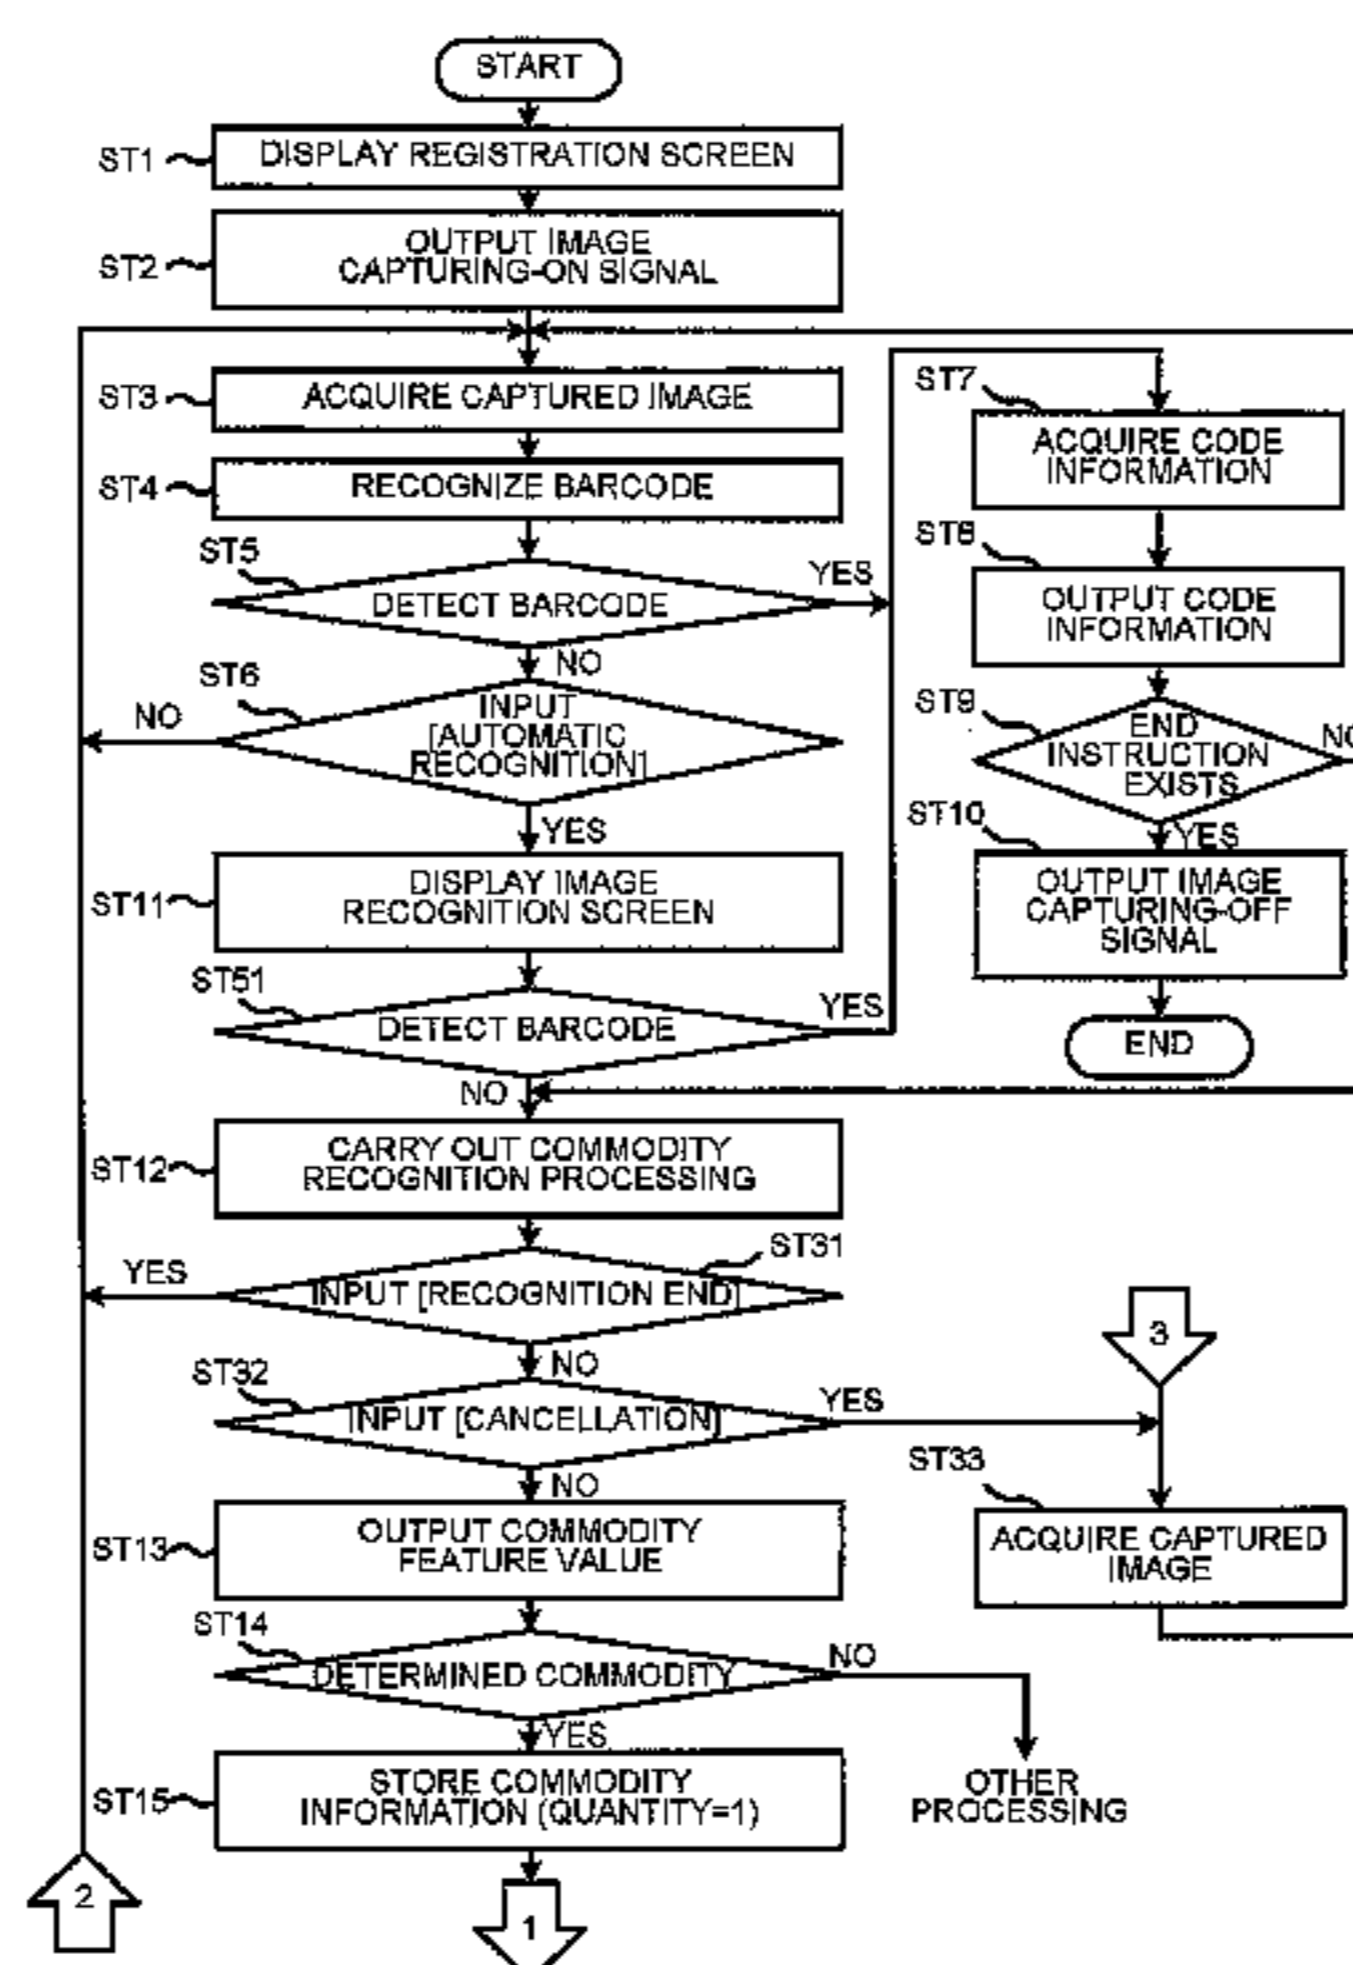 START
ST1
DISPLAY REGISTRATION SCREEN
ST2
OUTPUT IMAGE
CAPTURING-ON SIGNAL
ST3
ACQUIRE CAPTURED IMAGE
ST4
RECOGNIZE BARCODE
ST5
DETECT BARCODE
YES
NO
ST6
INPUT
[AUTOMATIC
RECOGNITION]
NO
YES
ST11
DISPLAY IMAGE
RECOGNITION SCREEN
ST51
DETECT BARCODE
YES
NO
ST7
ACQUIRE CODE
INFORMATION
ST8
OUTPUT CODE
INFORMATION
ST9
END
INSTRUCTION
EXISTS
NO
YES
ST10
OUTPUT IMAGE
CAPTURING-OFF
SIGNAL
END
ST12
CARRY OUT COMMODITY
RECOGNITION PROCESSING
ST31
INPUT [RECOGNITION END]
YES
NO
ST32
INPUT [CANCELLATION]
YES
NO
3
ST33
ACQUIRE CAPTURED
IMAGE
ST13
OUTPUT COMMODITY
FEATURE VALUE
ST14
DETERMINED COMMODITY
NO
YES
OTHER
PROCESSING
ST15
STORE COMMODITY
INFORMATION (QUANTITY=1)
2
1